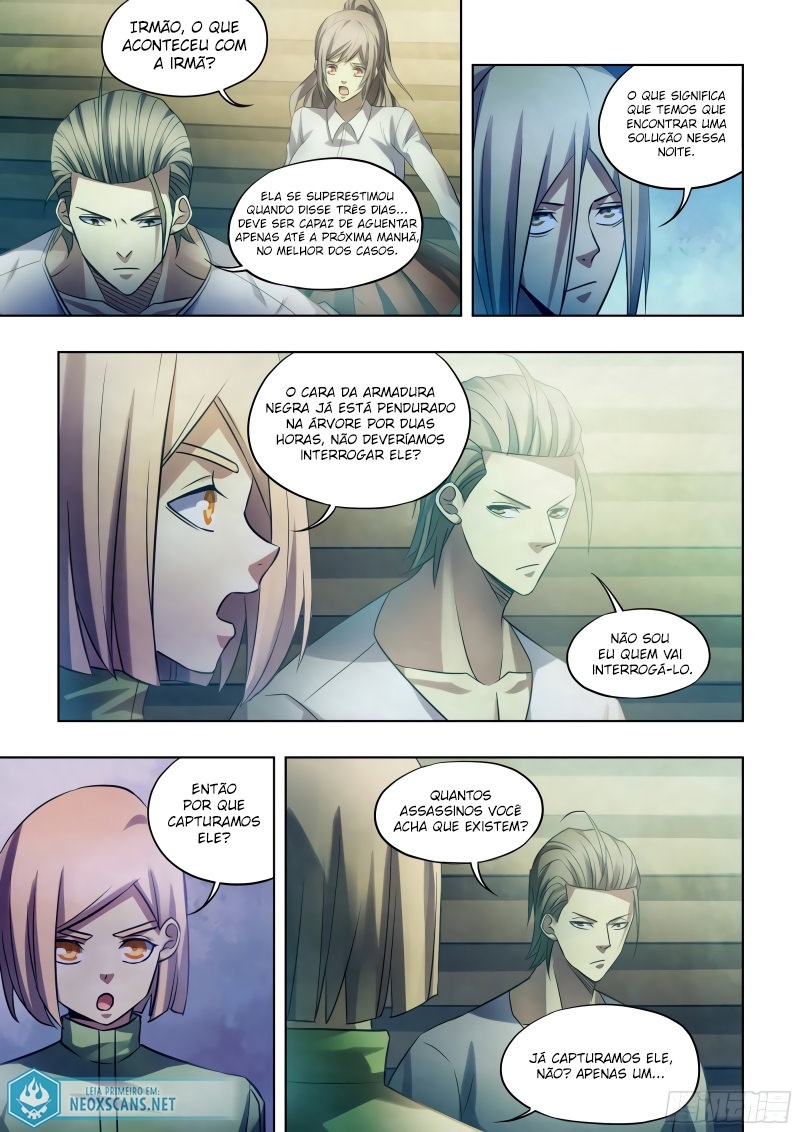 IRMÃO, O QUE
ACONTECEU COM
A IRMÃ?
ELA SE SUPERESTIMOU
QUANDO DISSE TRÊS DIAS...
DEVE SER CAPAZ DE AGUENTAR
APENAS ATÉ A PRÓXIMA MANHÃ,
NO MELHOR DOS CASOS.
O QUE SIGNIFICA
QUE TEMOS QUE
ENCONTRAR UMA
SOLUÇÃO NESSA
NOITE.
O CARA DA ARMADURA
NEGRA JÁ ESTÁ PENDURADO
NA ÁRVORE POR DUAS
HORAS, NÃO DEVERÍAMOS
INTERROGAR ELE?
NÃO SOU
EU QUEM VAI
INTERROGÁ-LO.
ENTÃO
POR QUE
CAPTURAMOS
ELE?
QUANTOS
ASSASSINOS VOCÊ
ACHA QUE EXISTEM?
JÁ CAPTURAMOS ELE,
NÃO? APENAS UM...
LEIA PRIMEIRO EM:
NEOXSCANS.NET
腾讯动漫